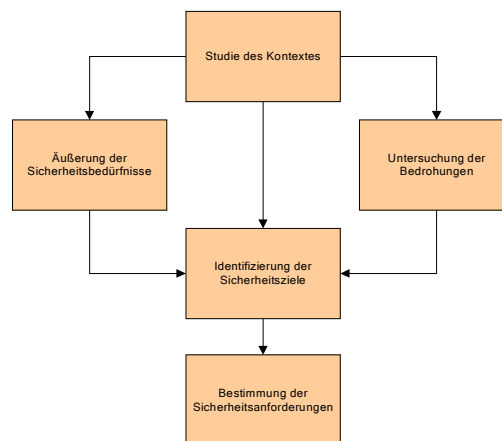 Studie des Kontextes
Äußerung der
Sicherheitsbedürfnisse
Untersuchung der
Bedrohungen
Identifizierung der
Sicherheitsziele
Bestimmung der
Sicherheitsanforderungen